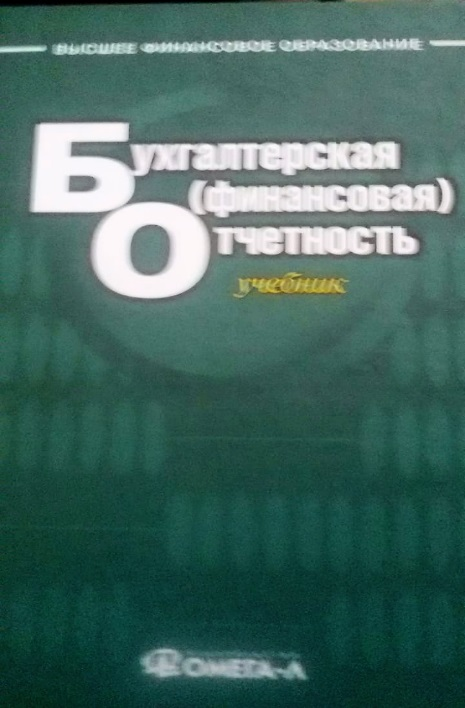 ВЫСШЕЕ ФИНАНСОВОЕ ОБРАЗОВАНИЕ
Бухгалтерская
(финансовая)
Отчетность
учебник
ОМЕГА-Л